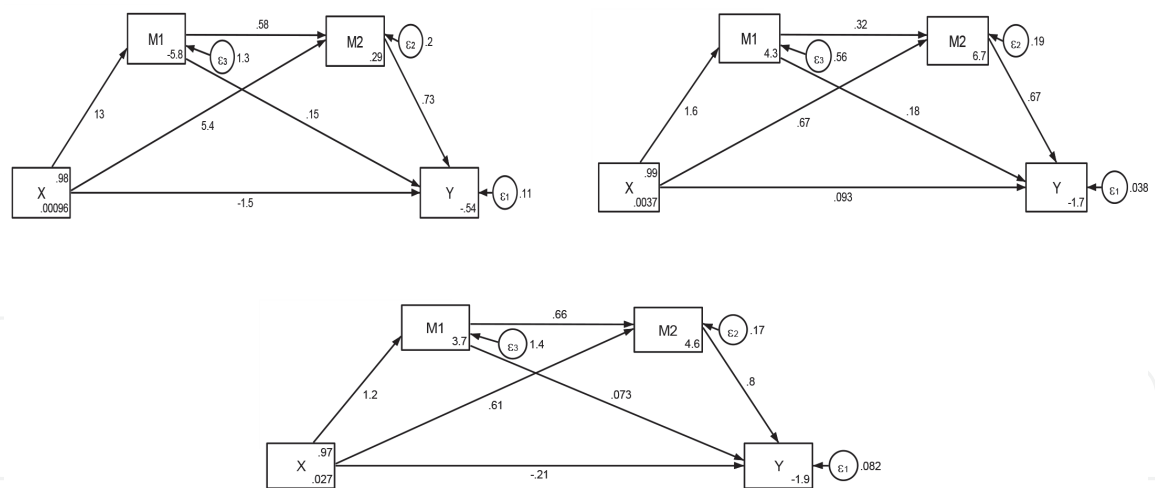 .58
M1
-5.8
ε3
1.3
M2
.29
ε2
.2
13
5.4
.15
.73
.98
X
.00096
-1.5
Y
-.54
ε1
.11
.32
M1
4.3
ε3
.56
M2
6.7
ε2
.19
1.6
.67
.18
.67
.99
X
.0037
.093
Y
-1.7
ε1
.038
.66
M1
3.7
ε3
1.4
M2
4.6
ε2
.17
1.2
.61
.073
.8
.97
X
.027
-.21
Y
-1.9
ε1
.082